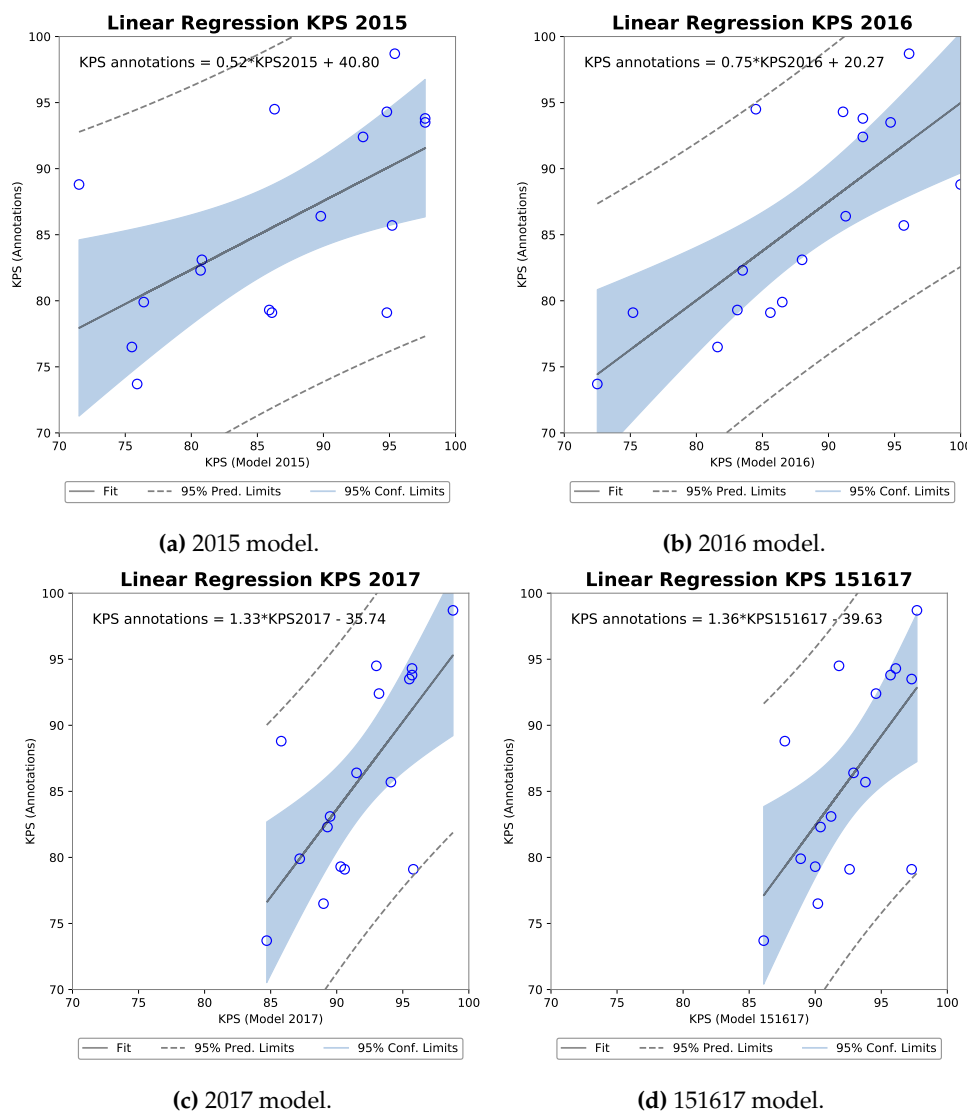 Linear Regression KPS 2015
KPS annotations = 0.52*KPS2015 + 40.80
100
95
90
85
80
75
70
KPS (Annotations)
70 75 80 85 90 95 100
KPS (Model 2015)
Fit 95% Pred. Limits 95% Conf. Limits
(a) 2015 model.
Linear Regression KPS 2016
KPS annotations = 0.75*KPS2016 + 20.27
100
95
90
85
80
75
70
KPS (Annotations)
70 75 80 85 90 95 100
KPS (Model 2016)
Fit 95% Pred. Limits 95% Conf. Limits
(b) 2016 model.
Linear Regression KPS 2017
KPS annotations = 1.33*KPS2017 - 35.74
100
95
90
85
80
75
70
KPS (Annotations)
70 75 80 85 90 95 100
KPS (Model 2017)
Fit 95% Pred. Limits 95% Conf. Limits
(c) 2017 model.
Linear Regression KPS 151617
KPS annotations = 1.36*KPS151617 - 39.63
100
95
90
85
80
75
70
KPS (Annotations)
70 75 80 85 90 95 100
KPS (Model 151617)
Fit 95% Pred. Limits 95% Conf. Limits
(d) 151617 model.